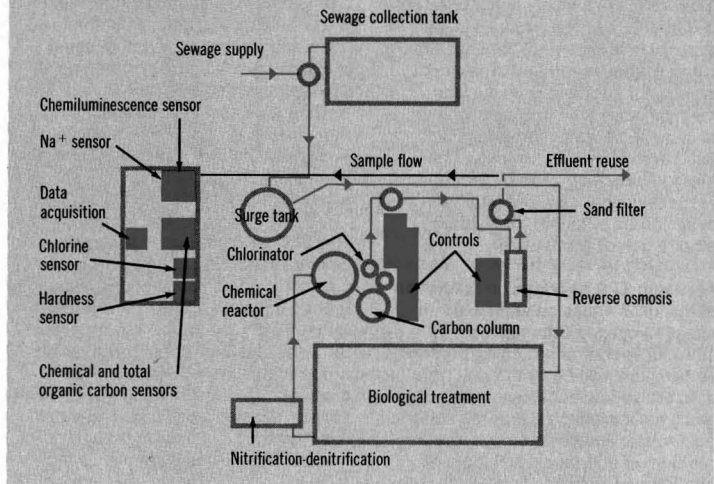 Sewage collection tank
Sewage supply
Chemiluminescence sensor
Na+ sensor
Sample flow
Effluent reuse
Data
acquisition
Surge tank
Sand filter
Chlorine
sensor
Chlorinator
Controls
Hardness
sensor
Chemical
reactor
Reverse osmosis
Carbon column
Chemical and total
organic carbon sensors
Biological treatment
Nitrification-denitrification